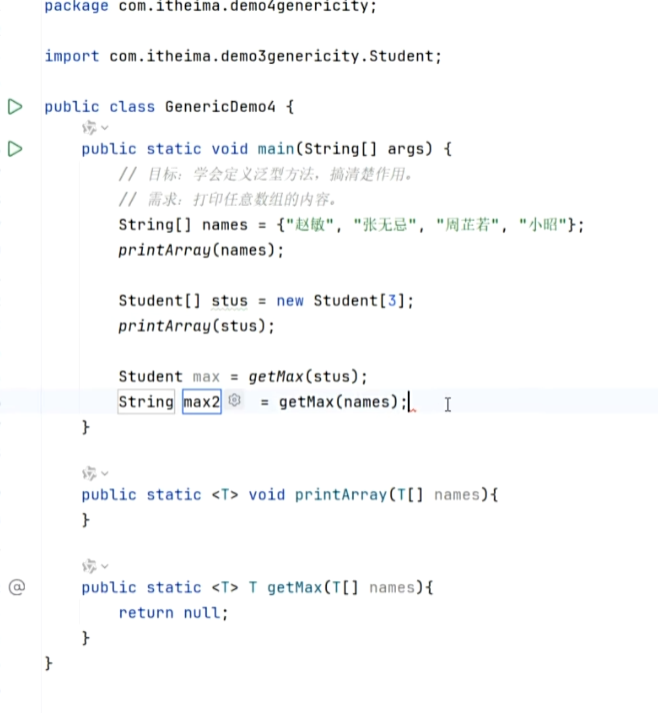 package com.itheima.demo4genericity;
import com.itheima.demo3genericity.Student;
public class GenericDemo4 {
public static void main(String[] args) {
// 目标：学会定义泛型方法，搞清楚作用。
// 需求：打印任意数组的内容。
String[] names = {"赵敏", "张无忌", "周芷若", "小昭"};
printArray(names);
Student[] stus = new Student[3];
printArray(stus);
Student max = getMax(stus);
String max2 = getMax(names);
}
public static <T> void printArray(T[] names){
}
@ public static <T> T getMax(T[] names){
return null;
}
}